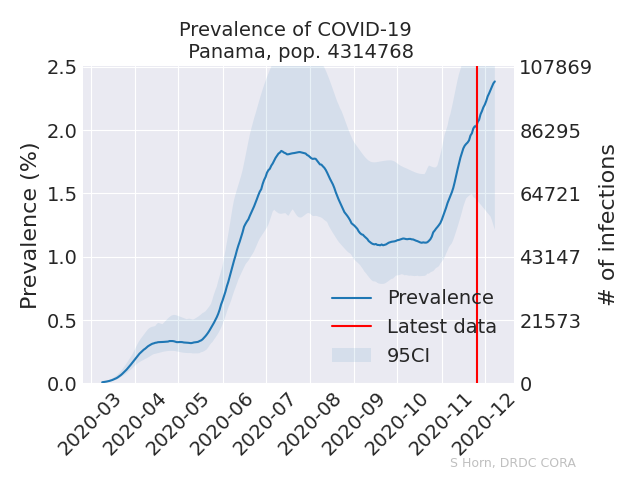 Prevalence of COVID-19
Panama, pop. 4314768
Prevalence (%)
2.5
2.0
1.5
1.0
0.5
0.0
107869
86295
64721
43147
21573
0
# of infections
Prevalence
Latest data
95CI
2020-03
2020-04
2020-05
2020-06
2020-07
2020-08
2020-09
2020-10
2020-11
2020-12
S Horn, DRDC CORA